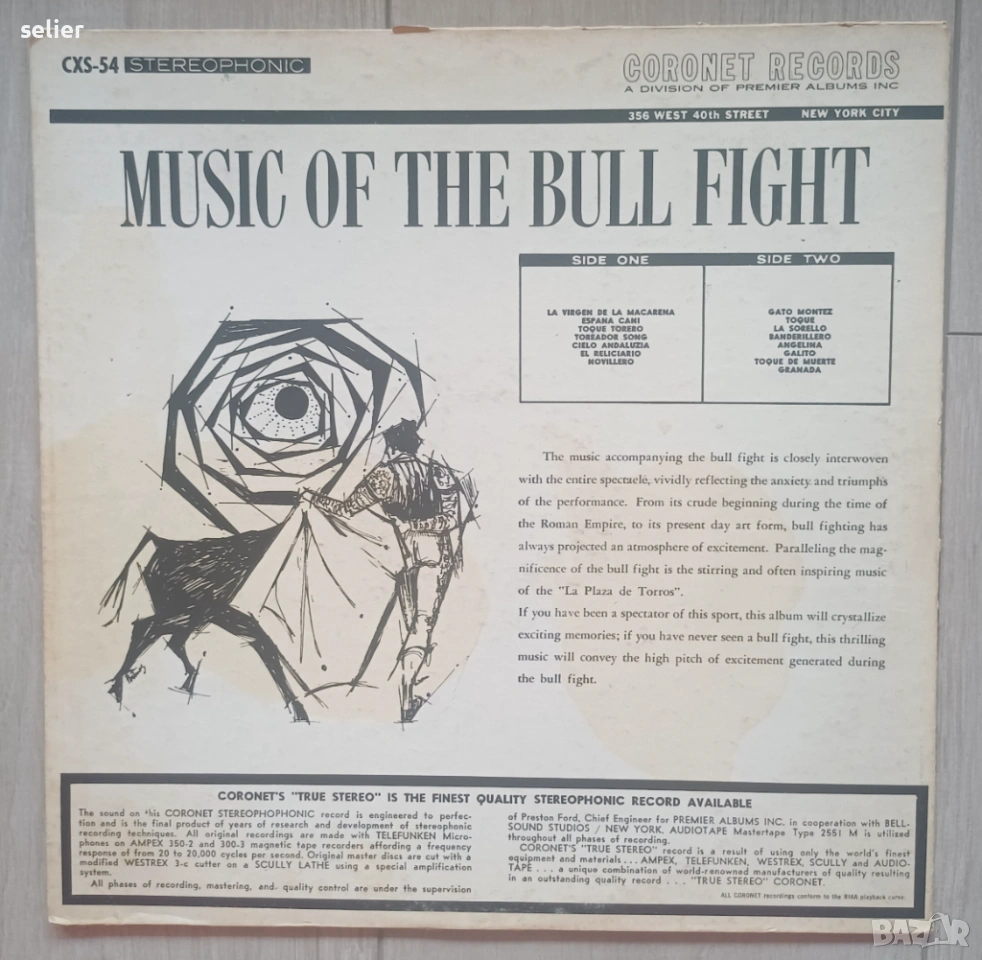 selier
CXS-54 STEREOPHONIC
CORONET RECORDS
A DIVISION OF PREMIER ALBUMS INC
356 WEST 40th STREET NEW YORK CITY
MUSIC OF THE BULL FIGHT
SIDE ONE
LA VIRGEN DE LA MACARENA
ESPANA CANI
TOQUE TORERO
TOREADOR SONG
CIELO ANDALUZIA
EL RELICIARIO
NOVILLERO
SIDE TWO
GATO MONTEZ
TOQUE
LA SORELLO
BANDERILLERO
ANGELINA
GALITO
TOQUE DE MUERTE
GRANADA
The music accompanying the bull fight is closely interwoven
with the entire spectacle, vividly reflecting the anxiety and triumphs
of the performance. From its crude beginning during the time of
the Roman Empire, to its present day art form, bull fighting has
always projected an atmosphere of excitement. Paralleling the mag-
nificence of the bull fight is the stirring and often inspiring music
of the "La Plaza de Torros".
If you have been a spectator of this sport, this album will crystallize
exciting memories; if you have never seen a bull fight, this thrilling
music will convey the high pitch of excitement generated during
the bull fight.
CORONET'S "TRUE STEREO" IS THE FINEST QUALITY STEREOPHONIC RECORD AVAILABLE
The sound on this CORONET STEREOPHOPHONIC record is engineered to perfec-
tion and is the final product of years of research and development of stereophonic
recording techniques. All original recordings are made with TELEFUNKEN Micro-
phones on AMPEX 350-2 and 300-3 magnetic tape recorders affording a frequency
response of from 20 to 20,000 cycles per second. Original master discs are cut with a
modified WESTREX 3-c cutter on a SCULLY LATHE using a special amplification
system.
All phases of recording, mastering, and quality control are under the supervision
of Preston Ford, Chief Engineer for PREMIER ALBUMS INC. in cooperation with BELL-
SOUND STUDIOS / NEW YORK. AUDIOTAPE Mastertape Type 2551 M is utilized
throughout all phases of recording.
CORONET'S "TRUE STEREO" record is a result of using only the world's finest
equipment and materials . . . AMPEX, TELEFUNKEN, WESTREX, SCULLY and AUDIO-
TAPE . . . a unique combination of world-renowned manufacturers of quality resulting
in an outstanding quality record . . . "TRUE STEREO" CORONET.
ALL CORONET recordings conform to the RIAA playback curve.
BAZAR